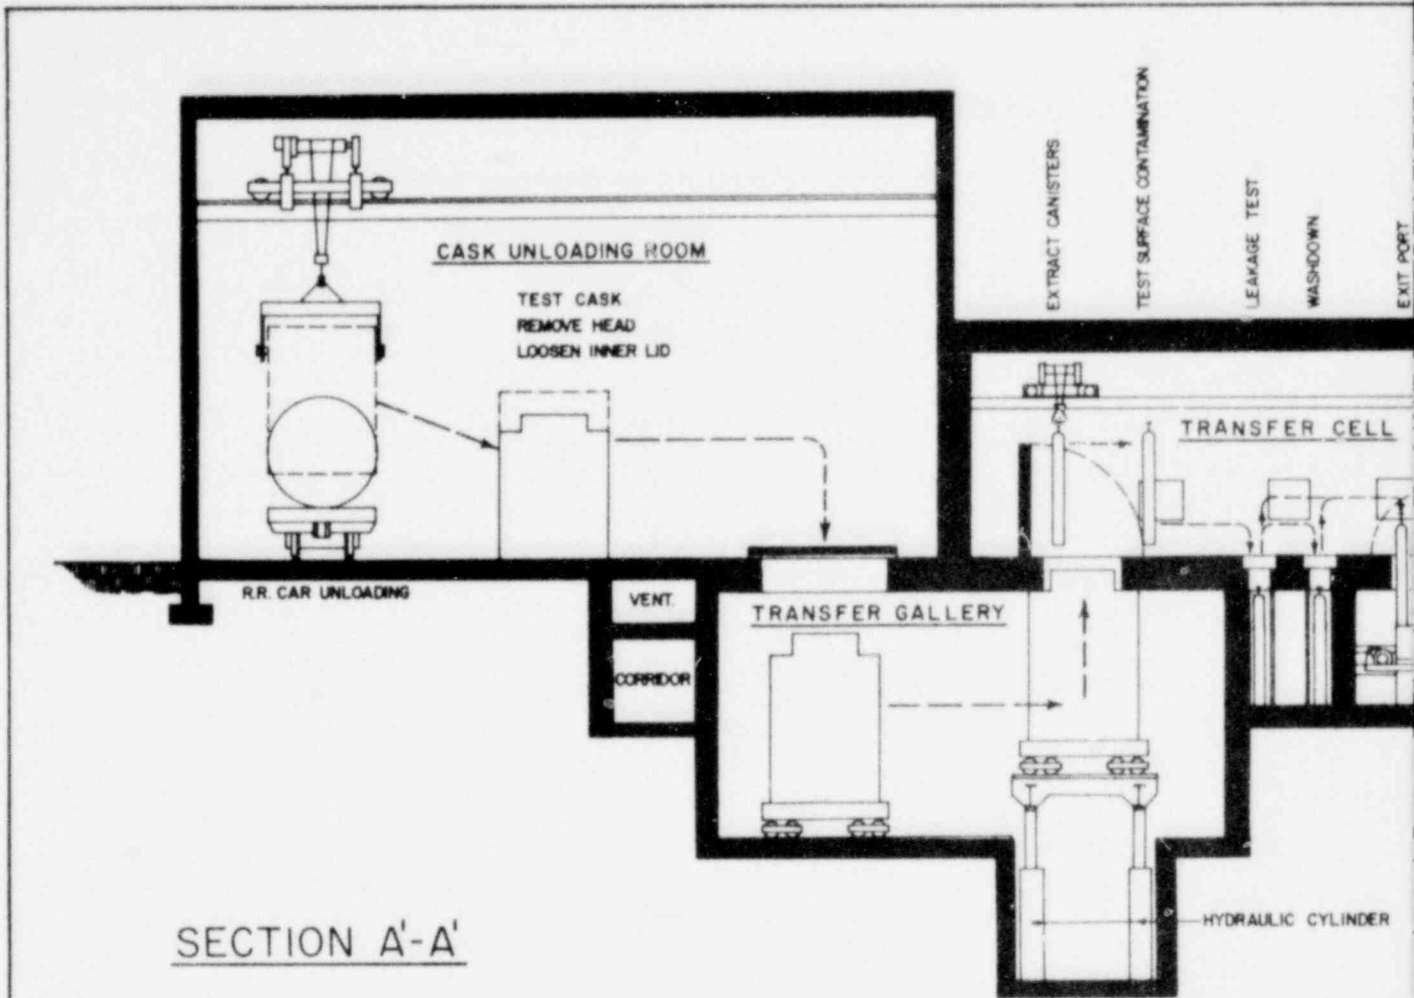 EXTRACT CANISTERS
TEST SURFACE CONTAMINATION
LEAKAGE TEST
WASHDOWN
EXIT PORT
CASK UNLOADING ROOM
TEST CASK
REMOVE HEAD
LOOSEN INNER LID
TRANSFER CELL
R.R. CAR UNLOADING
VENT.
TRANSFER GALLERY
CORRIDOR
HYDRAULIC CYLINDER
SECTION A'-A'